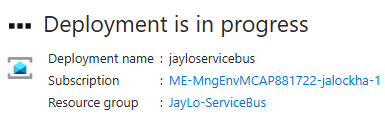 Deployment is in progress
Deployment name : jayloservicebus
Subscription : ME-MngEnvMCAP881722-jalockha-1
Resource group : JayLo-ServiceBus